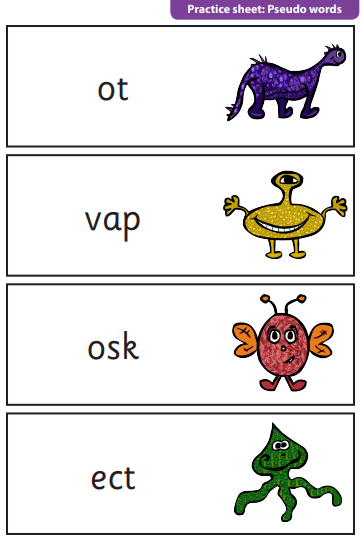 Practice sheet: Pseudo words
ot
vap
osk
ect